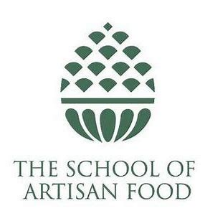 THE SCHOOL OF
ARTISAN FOOD